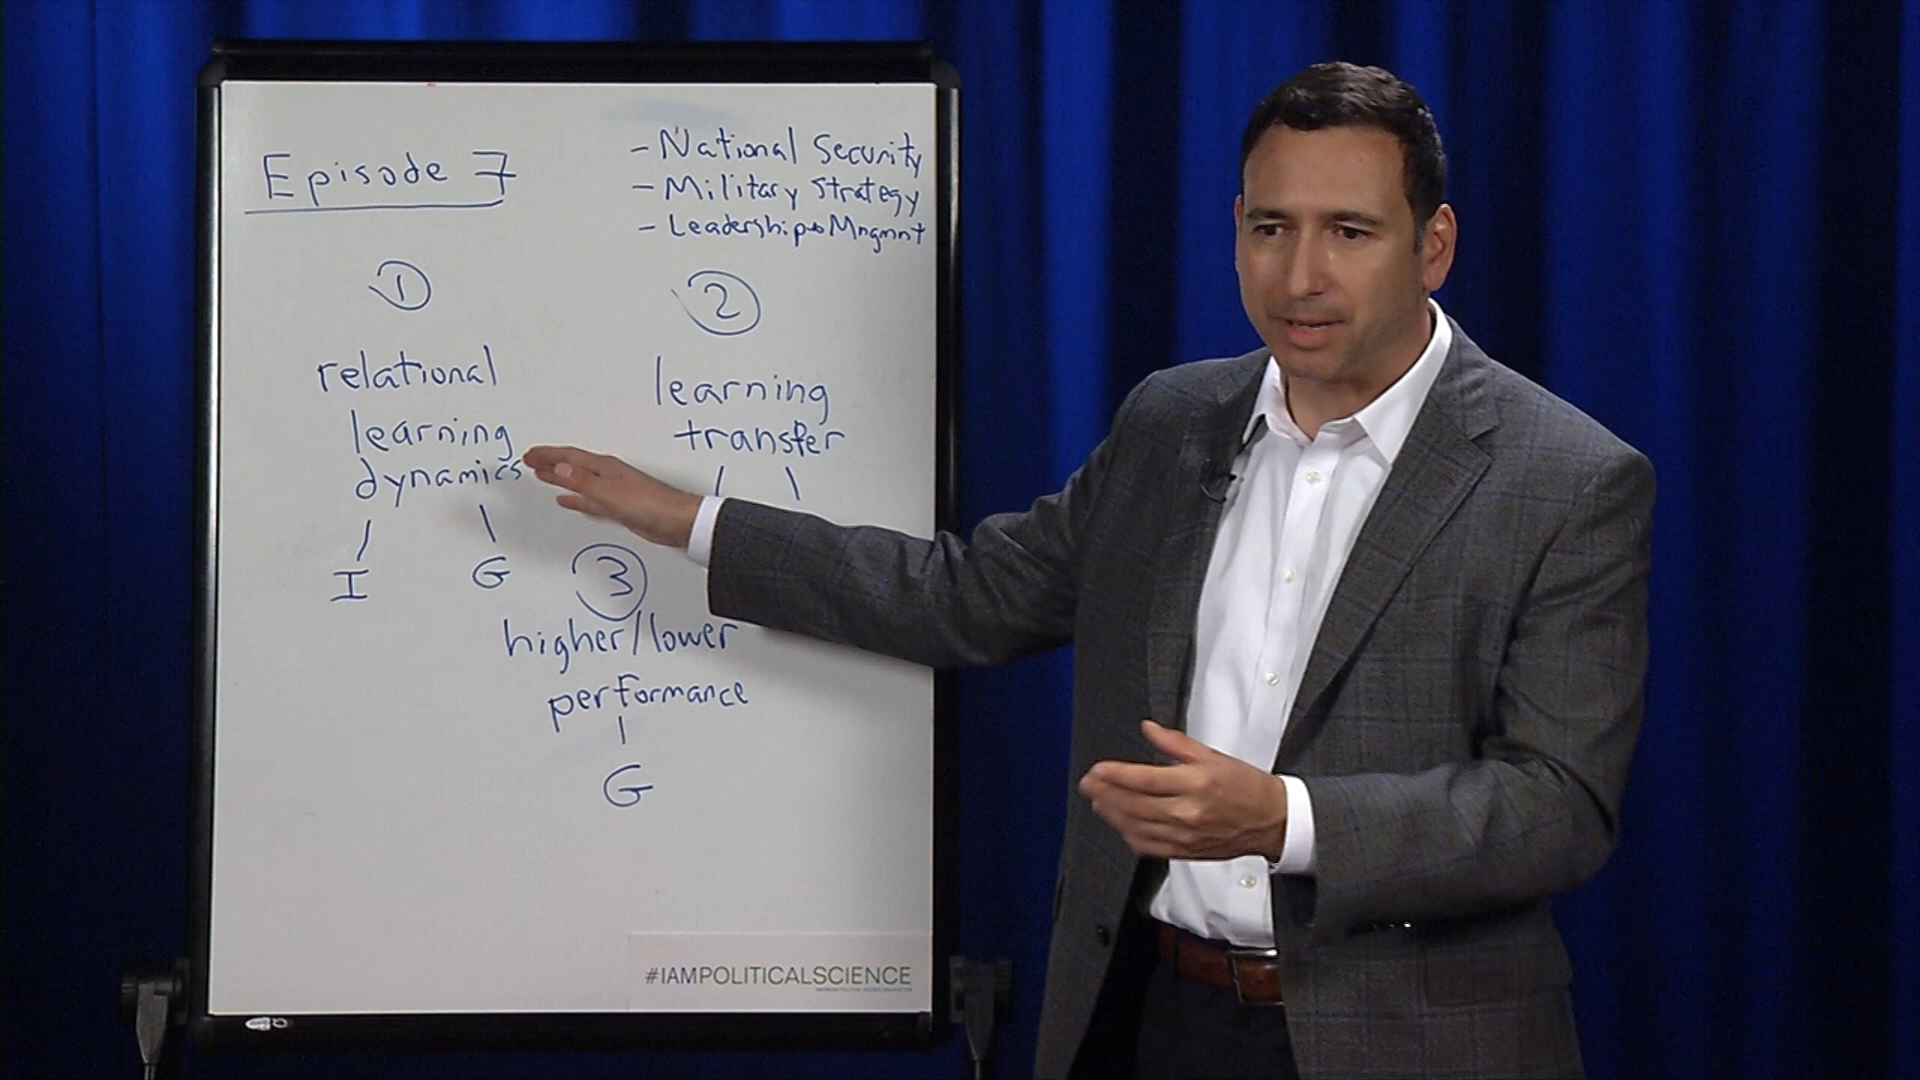 Episode 7
- National Security
- Military Strategy
- Leadership & Mngmnt
1
relational
learning
dynamics
I G
2
learning
transfer
3
higher/lower
performance
G
#IAMPOLITICALSCIENCE